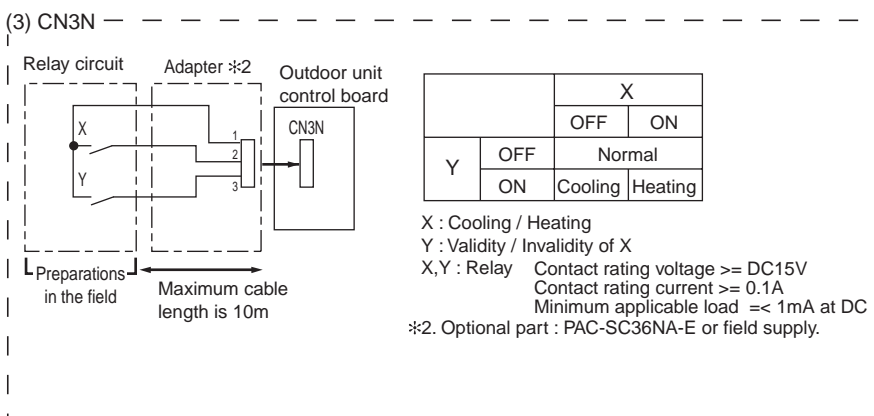 (3) CN3N
Relay circuit
Adapter ✻2
Outdoor unit
control board
CN3N
X
Y
1
2
3
Preparations
in the field
Maximum cable
length is 10m
X
OFF ON
Y OFF Normal
ON Cooling Heating
X : Cooling / Heating
Y : Validity / Invalidity of X
X,Y : Relay Contact rating voltage >= DC15V
Contact rating current >= 0.1A
Minimum applicable load =< 1mA at DC
✻2. Optional part : PAC-SC36NA-E or field supply.